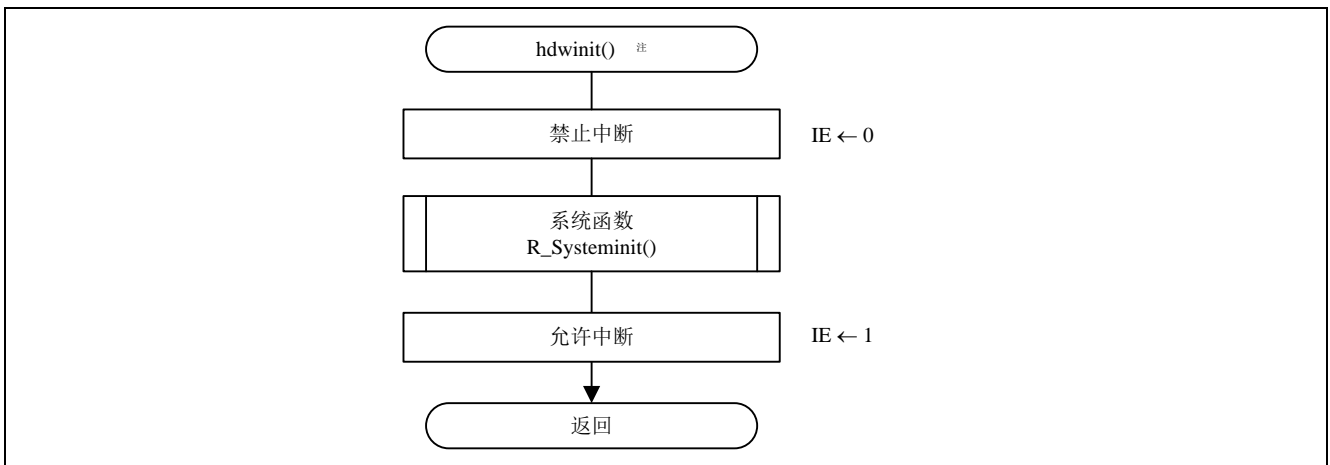 hdwinit() 注
禁止中断 IE ← 0
系统函数
R_Systeminit()
允许中断 IE ← 1
返回